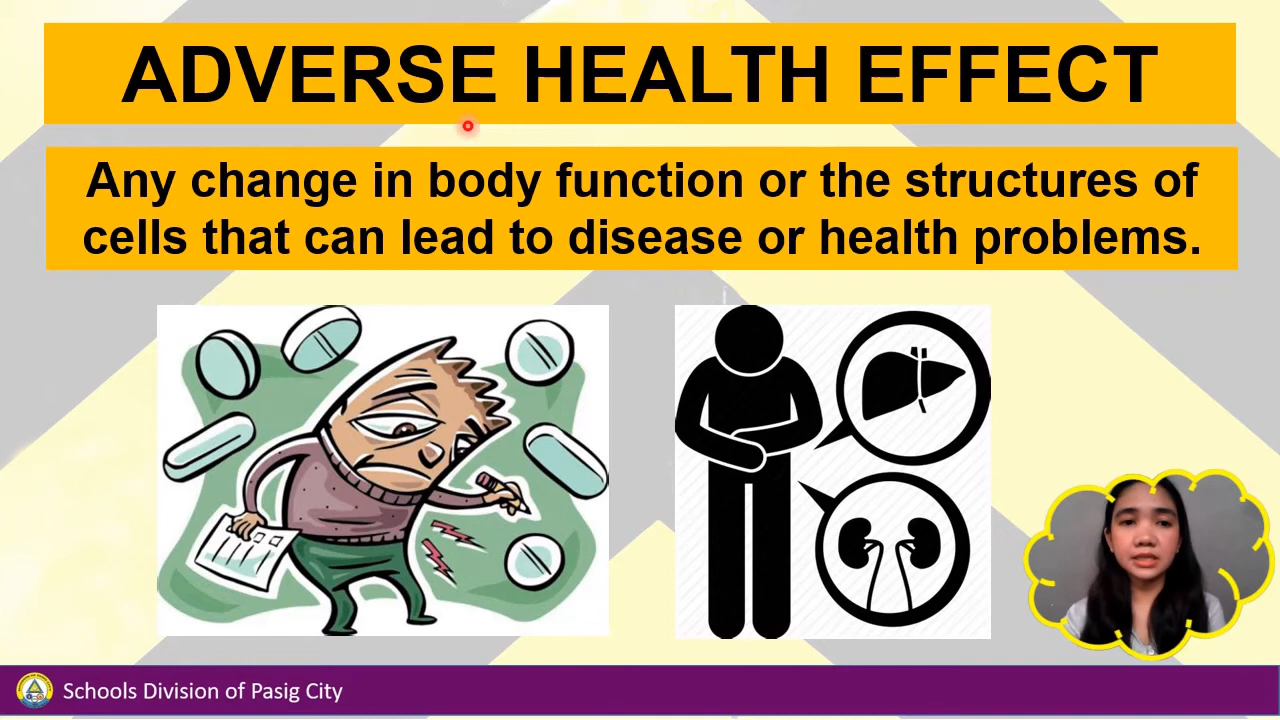 ADVERSE HEALTH EFFECT
Any change in body function or the structures of
cells that can lead to disease or health problems.
Schools Division of Pasig City